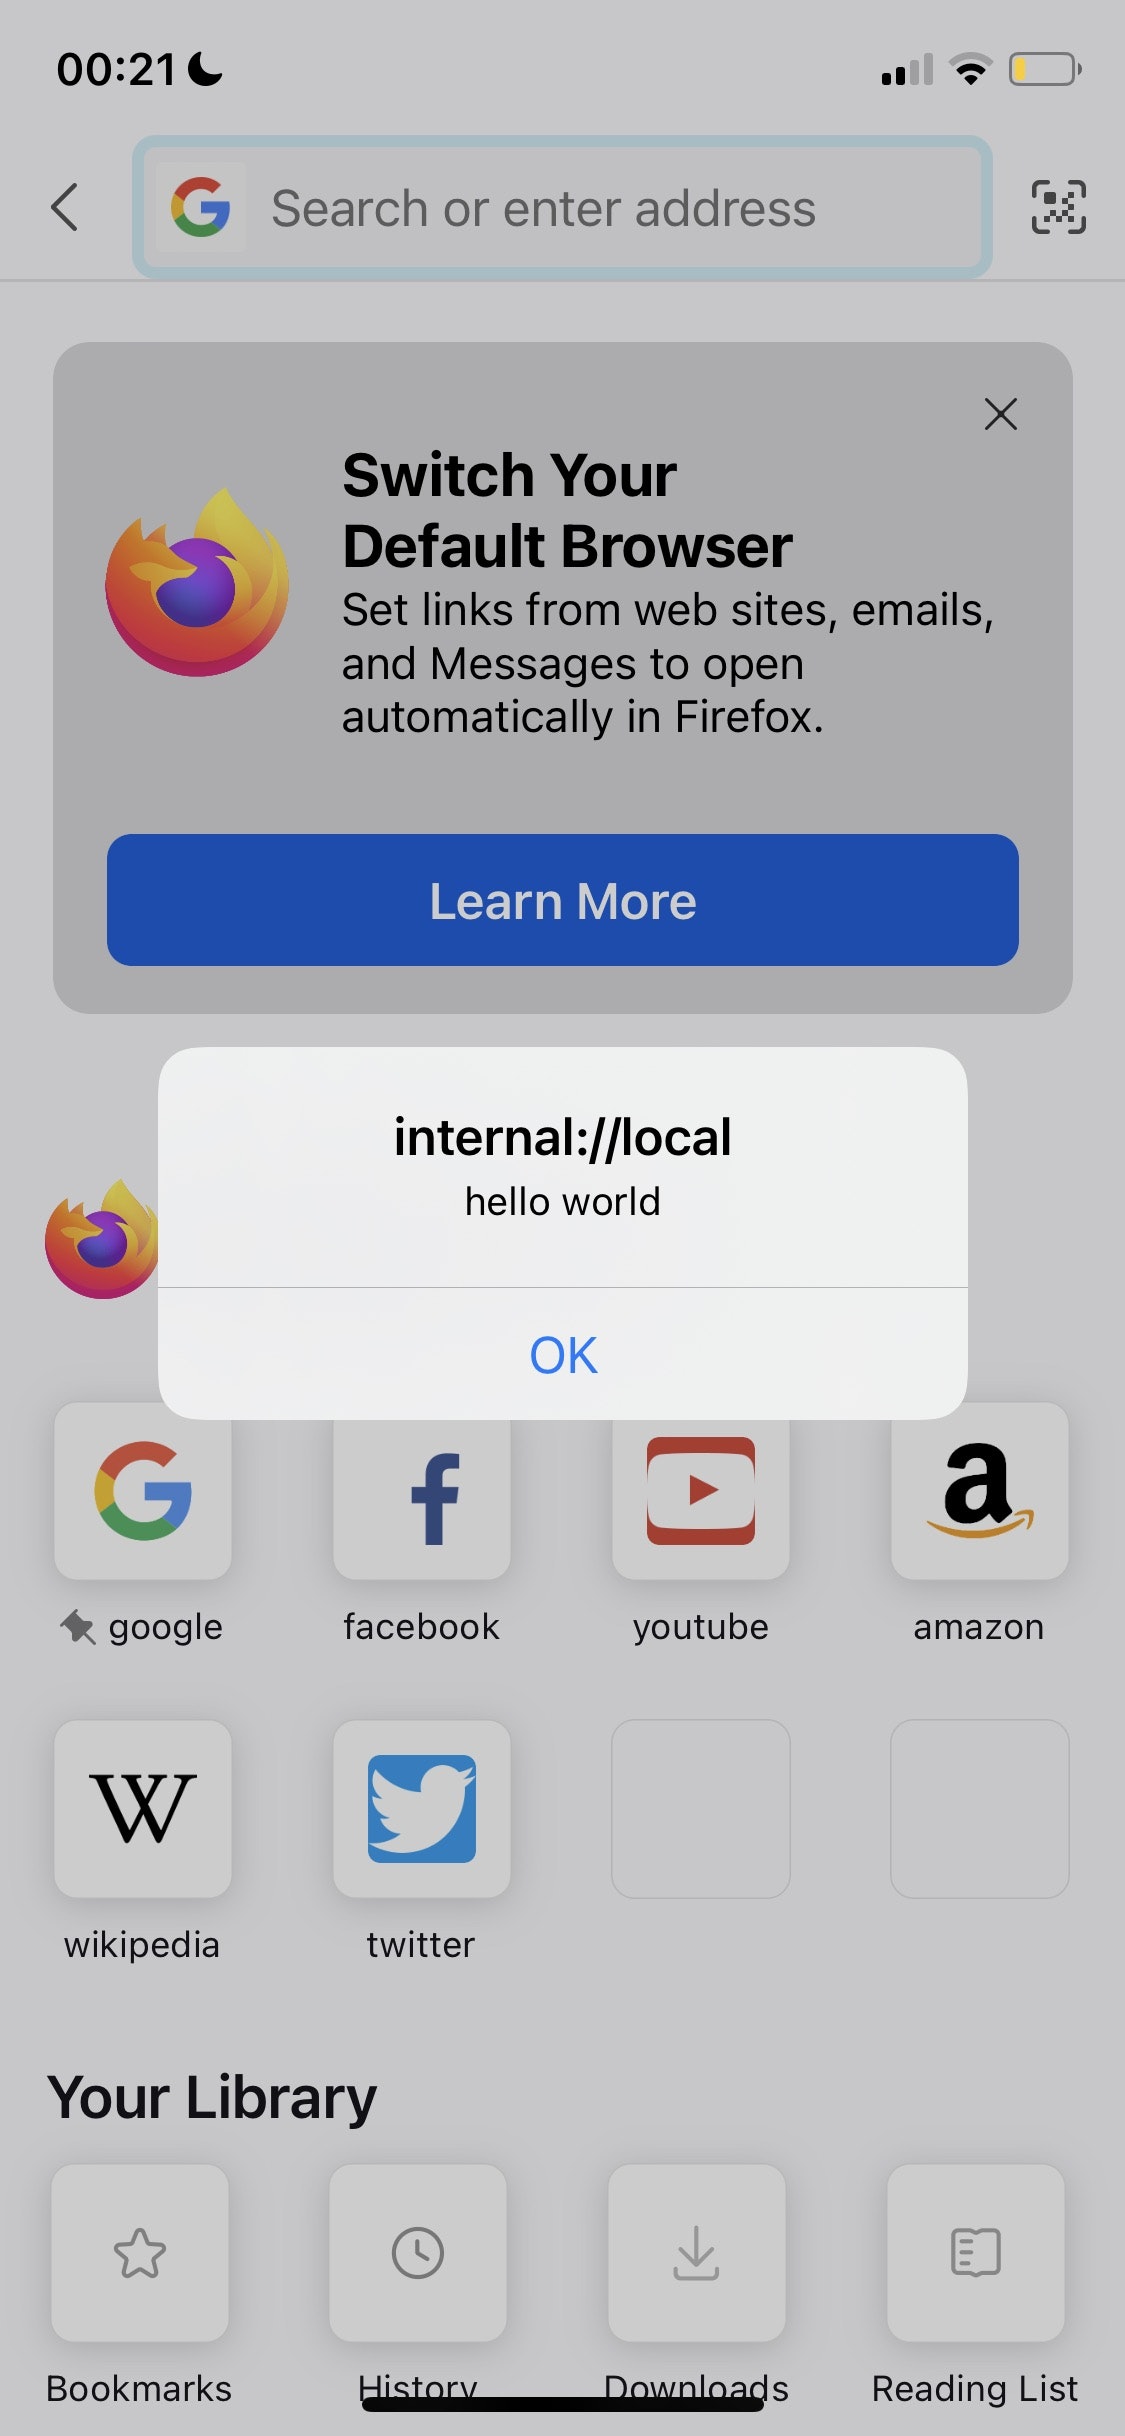 00:21
Search or enter address
Switch Your
Default Browser
Set links from web sites, emails,
and Messages to open
automatically in Firefox.
Learn More
internal://local
hello world
OK
google
facebook
youtube
amazon
wikipedia
twitter
Your Library
Bookmarks
History
Downloads
Reading List